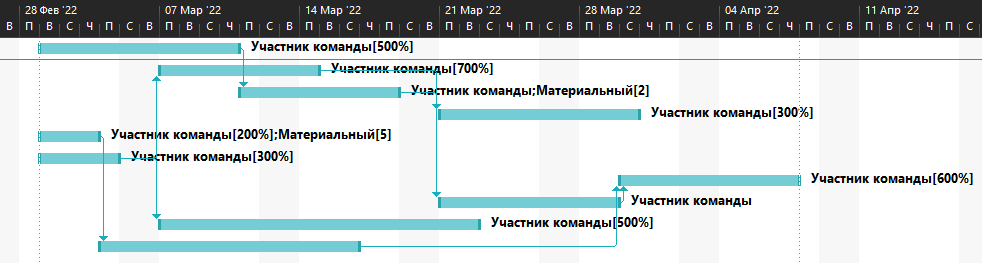 28 Фев '22 07 Мар '22 14 Мар '22 21 Мар '22 28 Мар '22 04 Апр '22 11 Апр '22
В П В С Ч П С В П В С Ч П С В П В С Ч П С В П В С Ч П С В П В С Ч П С В П В С Ч П С В П В С Ч П С
Участник команды[500%]
Участник команды[700%]
Участник команды;Материальный[2]
Участник команды[300%]
Участник команды[200%];Материальный[5]
Участник команды[300%]
Участник команды[600%]
Участник команды
Участник команды[500%]